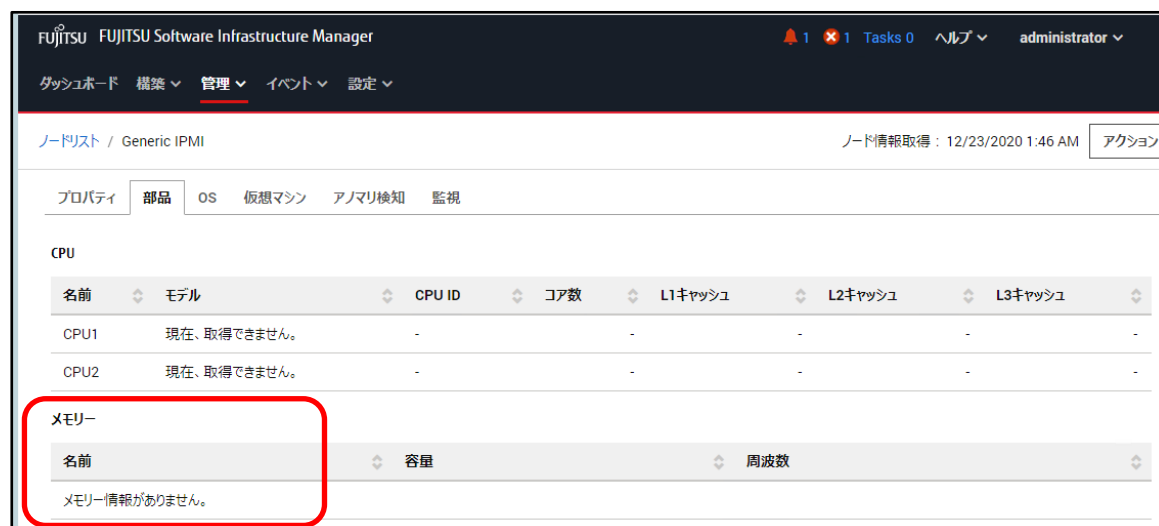 FUJITSU FUJITSU Software Infrastructure Manager 1 1 Tasks 0 ヘルプ administrator
ダッシュボード 構築 管理 イベント 設定
ノードリスト / Generic IPMI ノード情報取得 : 12/23/2020 1:46 AM アクション
プロパティ 部品 OS 仮想マシン アノマリ検知 監視
CPU
名前 モデル CPU ID コア数 L1キャッシュ L2キャッシュ L3キャッシュ
CPU1 現在、取得できません。 - - - - -
CPU2 現在、取得できません。 - - - - -
メモリー
名前 容量 周波数
メモリー情報がありません。